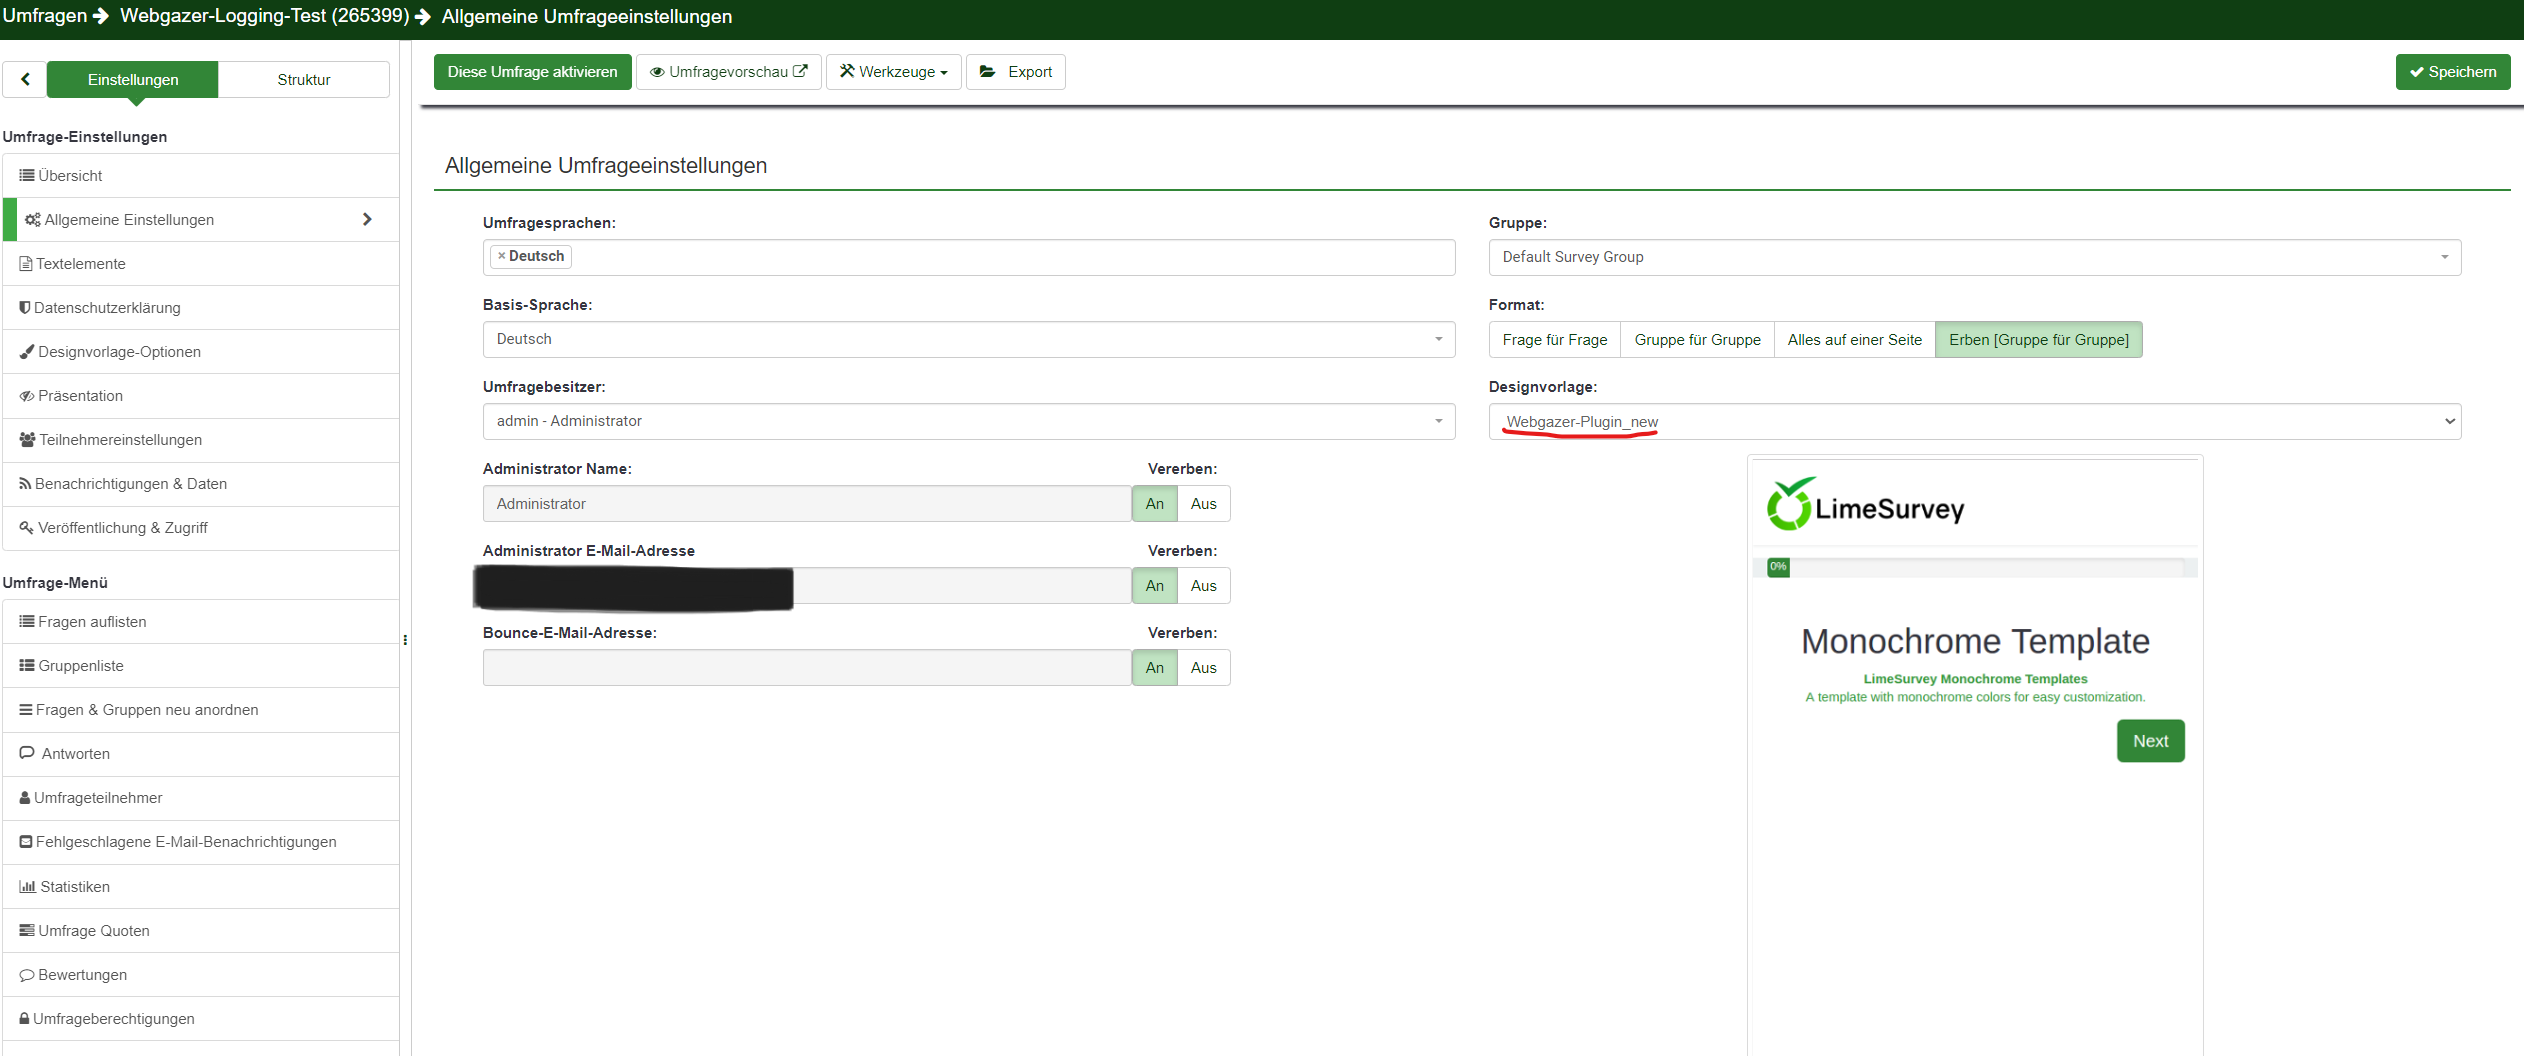 Umfragen Webgazer-Logging-Test (265399) Allgemeine Umfrageeinstellungen
Einstellungen Struktur
Diese Umfrage aktivieren Umfragevorschau Werkzeuge Export Speichern
Umfrage-Einstellungen
Übersicht
Allgemeine Einstellungen
Textelemente
Datenschutzerklärung
Designvorlage-Optionen
Präsentation
Teilnehmereinstellungen
Benachrichtigungen & Daten
Veröffentlichung & Zugriff
Umfrage-Menü
Fragen auflisten
Gruppenliste
Fragen & Gruppen neu anordnen
Antworten
Umfrageteilnehmer
Fehlgeschlagene E-Mail-Benachrichtigungen
Statistiken
Umfrage Quoten
Bewertungen
Umfrageberechtigungen
Allgemeine Umfrageeinstellungen
Umfragesprachen:
× Deutsch
Basis-Sprache:
Deutsch
Umfragebesitzer:
admin - Administrator
Administrator Name: Vererben:
Administrator An Aus
Administrator E-Mail-Adresse Vererben:
An Aus
Bounce-E-Mail-Adresse: Vererben:
An Aus
Gruppe:
Default Survey Group
Format:
Frage für Frage Gruppe für Gruppe Alles auf einer Seite Erben [Gruppe für Gruppe]
Designvorlage:
Webgazer-Plugin_new
LimeSurvey
0%
Monochrome Template
LimeSurvey Monochrome Templates
A template with monochrome colors for easy customization.
Next